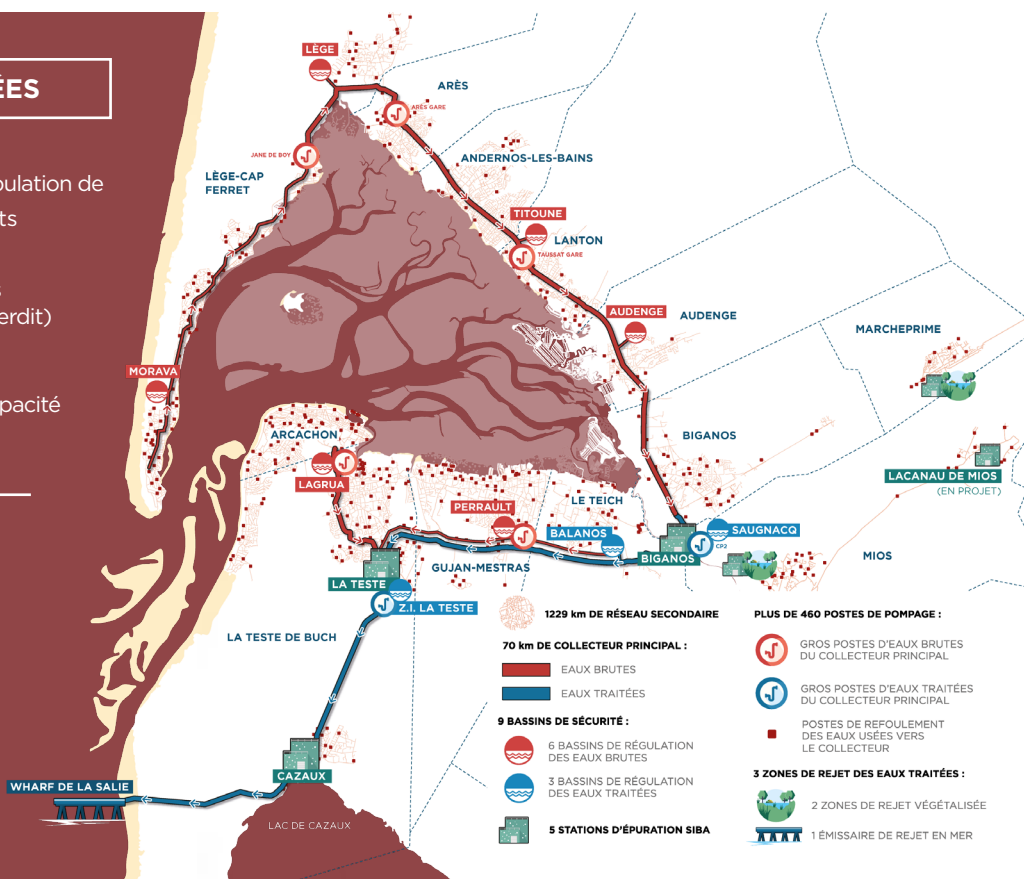 ÉES
pulation de
ts
s
erdit)
pacité
LÈGE
ARÈS
ARÈS GARE
JANE DE BOY
ANDERNOS-LES-BAINS
LÈGE-CAP
FERRET
TITOUNE
LANTON
TAUSSAT GARE
AUDENGE
AUDENGE
MARCHEPRIME
MORAVA
ARCACHON
BIGANOS
LAGRUA
LACANAU DE MIOS
(EN PROJET)
LE TEICH
PERRAULT
BALANOS
SAUGNACQ
CP2
BIGANOS
MIOS
GUJAN-MESTRAS
LA TESTE
Z.I. LA TESTE
LA TESTE DE BUCH
CAZAUX
WHARF DE LA SALIE
LAC DE CAZAUX
1229 km DE RÉSEAU SECONDAIRE
70 km DE COLLECTEUR PRINCIPAL :
EAUX BRUTES
EAUX TRAITÉES
9 BASSINS DE SÉCURITÉ :
6 BASSINS DE RÉGULATION
DES EAUX BRUTES
3 BASSINS DE RÉGULATION
DES EAUX TRAITÉES
5 STATIONS D'ÉPURATION SIBA
PLUS DE 460 POSTES DE POMPAGE :
GROS POSTES D'EAUX BRUTES
DU COLLECTEUR PRINCIPAL
GROS POSTES D'EAUX TRAITÉES
DU COLLECTEUR PRINCIPAL
POSTES DE REFOULEMENT
DES EAUX USÉES VERS
LE COLLECTEUR
3 ZONES DE REJET DES EAUX TRAITÉES :
2 ZONES DE REJET VÉGÉTALISÉE
1 ÉMISSAIRE DE REJET EN MER